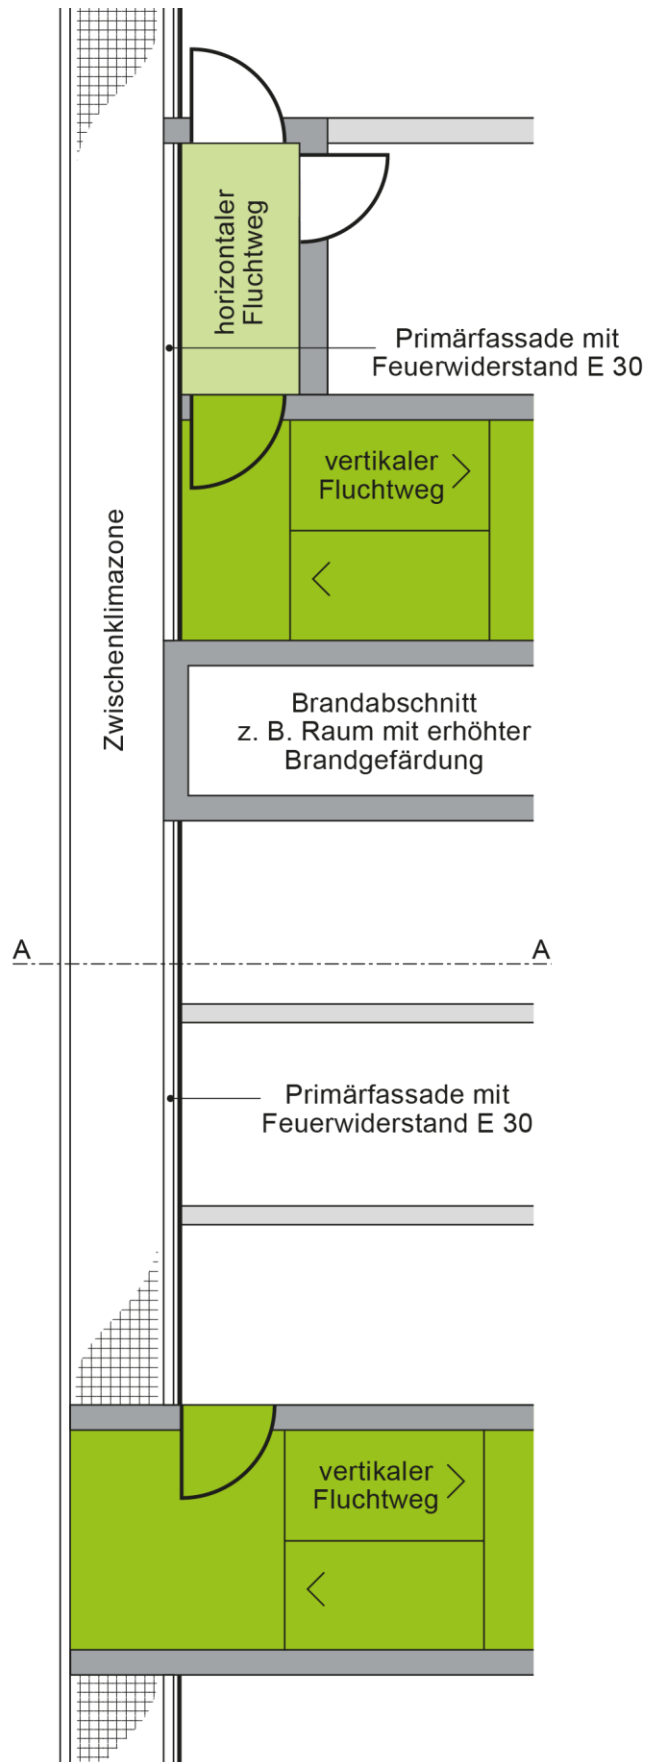 horizontaler
Fluchtweg
Primärfassade mit
Feuerwiderstand E 30
vertikaler
Fluchtweg
Zwischenklimazone
Brandabschnitt
z. B. Raum mit erhöhter
Brandgefärdung
A
A
Primärfassade mit
Feuerwiderstand E 30
vertikaler
Fluchtweg